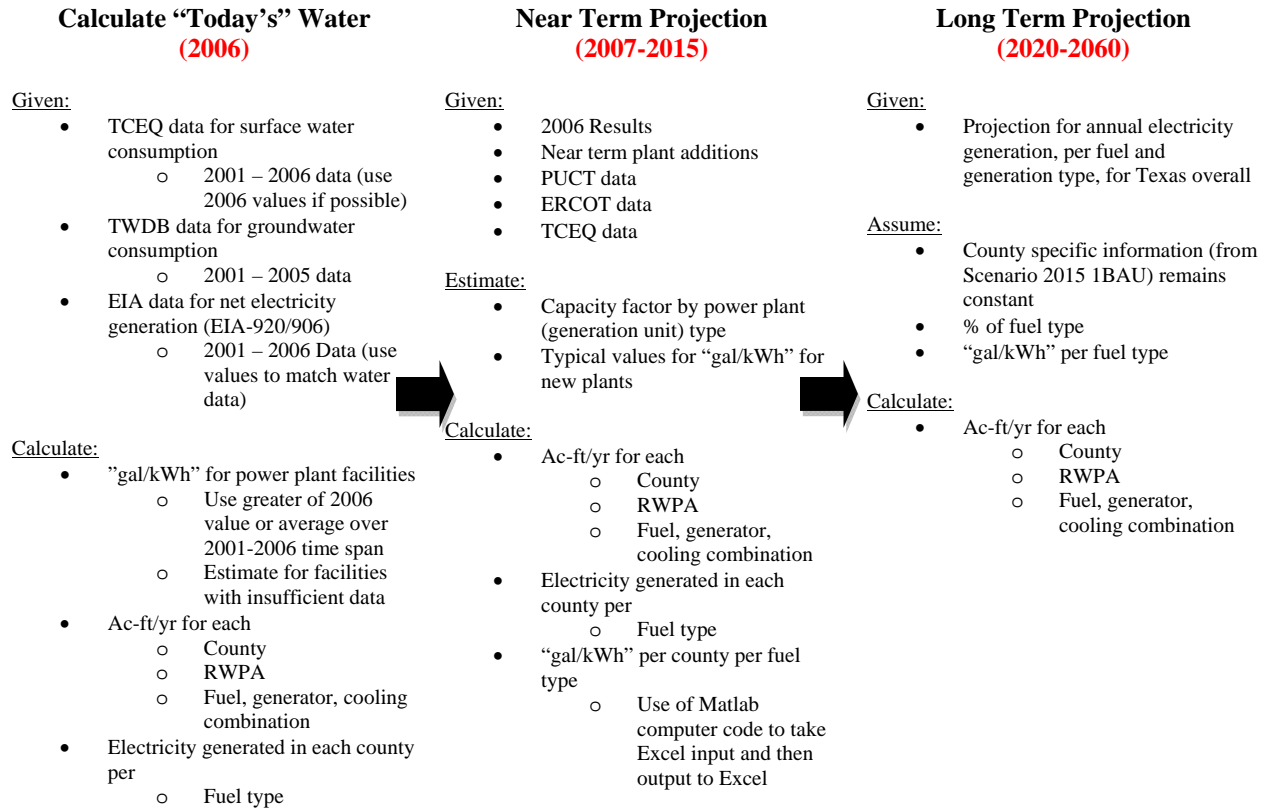 Calculate “Today's” Water
(2006)
Given:
• TCEQ data for surface water
consumption
o 2001 – 2006 data (use
2006 values if possible)
• TWDB data for groundwater
consumption
o 2001 – 2005 data
• EIA data for net electricity
generation (EIA-920/906)
o 2001 – 2006 Data (use
values to match water
data)
Calculate:
• ”gal/kWh” for power plant facilities
o Use greater of 2006
value or average over
2001-2006 time span
o Estimate for facilities
with insufficient data
• Ac-ft/yr for each
o County
o RWPA
o Fuel, generator, cooling
combination
• Electricity generated in each county
per
o Fuel type
Near Term Projection
(2007-2015)
Given:
• 2006 Results
• Near term plant additions
• PUCT data
• ERCOT data
• TCEQ data
Estimate:
• Capacity factor by power plant
(generation unit) type
• Typical values for “gal/kWh” for
new plants
Calculate:
• Ac-ft/yr for each
o County
o RWPA
o Fuel, generator,
cooling combination
• Electricity generated in each
county per
o Fuel type
• “gal/kWh” per county per fuel
type
o Use of Matlab
computer code to take
Excel input and then
output to Excel
Long Term Projection
(2020-2060)
Given:
• Projection for annual electricity
generation, per fuel and
generation type, for Texas overall
Assume:
• County specific information (from
Scenario 2015 1BAU) remains
constant
• % of fuel type
• “gal/kWh” per fuel type
Calculate:
• Ac-ft/yr for each
o County
o RWPA
o Fuel, generator,
cooling combination